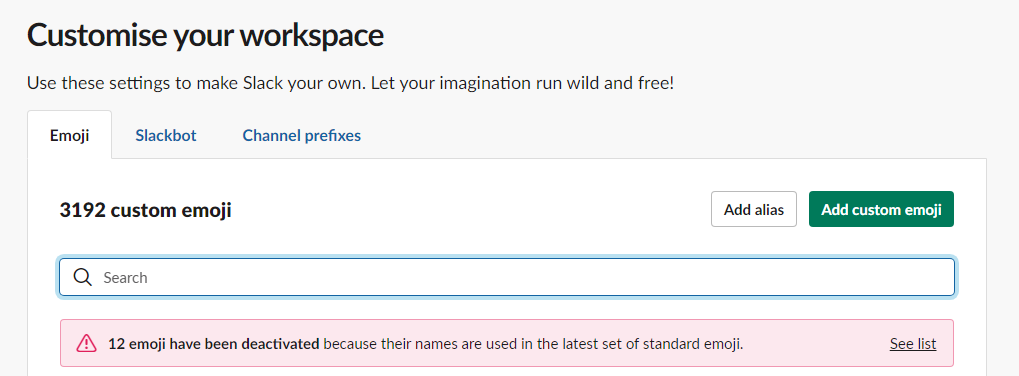 Customise your workspace
Use these settings to make Slack your own. Let your imagination run wild and free!
Emoji Slackbot Channel prefixes
3192 custom emoji Add alias Add custom emoji
Search
12 emoji have been deactivated because their names are used in the latest set of standard emoji. See list